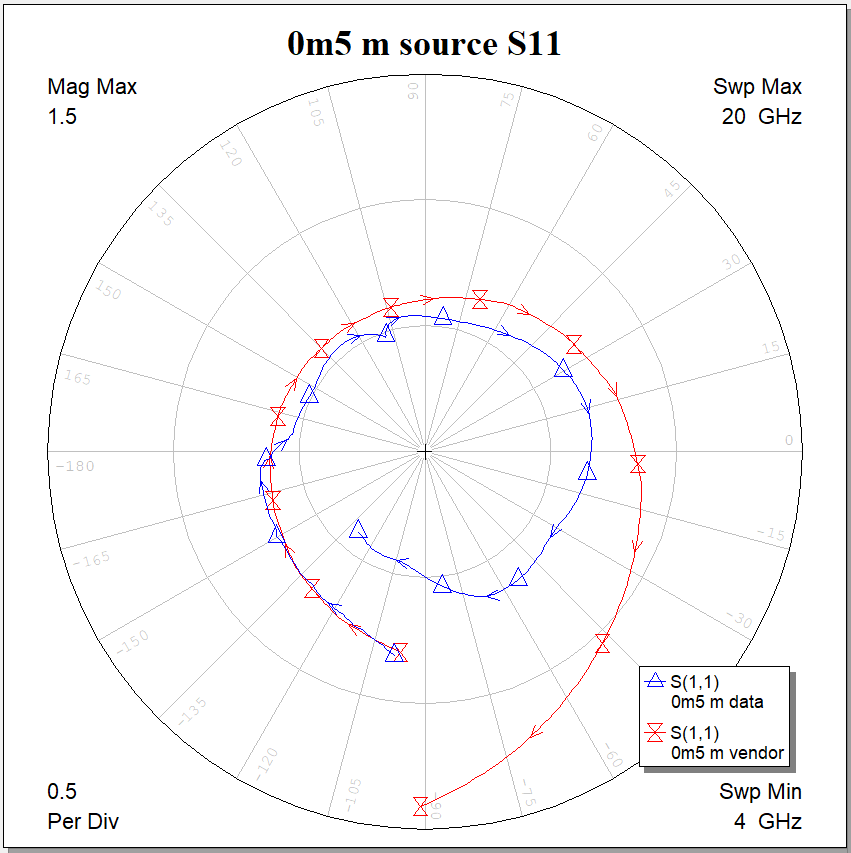 0m5 m source S11
Mag Max
1.5
Swp Max
20 GHz
90
105
75
120
60
135
45
150
30
165
15
-180
0
-165
-15
-150
-30
-135
-120
-60
-105
-75
-90
S(1,1)
0m5 m data
S(1,1)
0m5 m vendor
0.5
Per Div
Swp Min
4 GHz